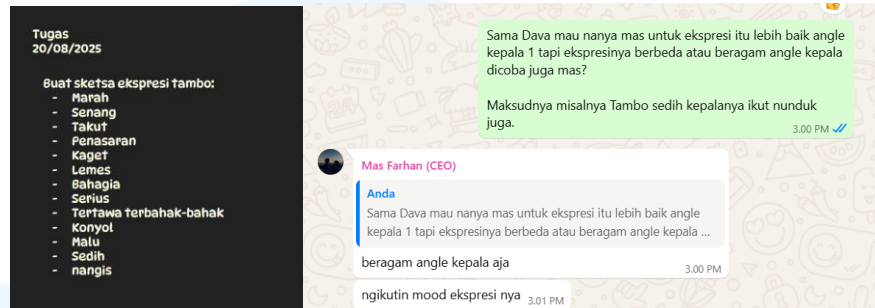 Tugas
20/08/2025
Buat sketsa ekspresi tambo:
- Marah
- Senang
- Takut
- Penasaran
- Kaget
- Lemes
- Bahagia
- Serius
- Tertawa terbahak-bahak
- Konyol
- Malu
- Sedih
- nangis
Sama Dava mau nanya mas untuk ekspresi itu lebih baik angle
kepala 1 tapi ekspresinya berbeda atau beragam angle kepala
dicoba juga mas?
Maksudnya misalnya Tambo sedih kepalanya ikut nunduk
juga.
3.00 PM
Mas Farhan (CEO)
Anda
Sama Dava mau nanya mas untuk ekspresi itu lebih baik angle
kepala 1 tapi ekspresinya berbeda atau beragam angle kepala ...
beragam angle kepala aja
3.00 PM
ngikutin mood ekspresi nya 3.01 PM